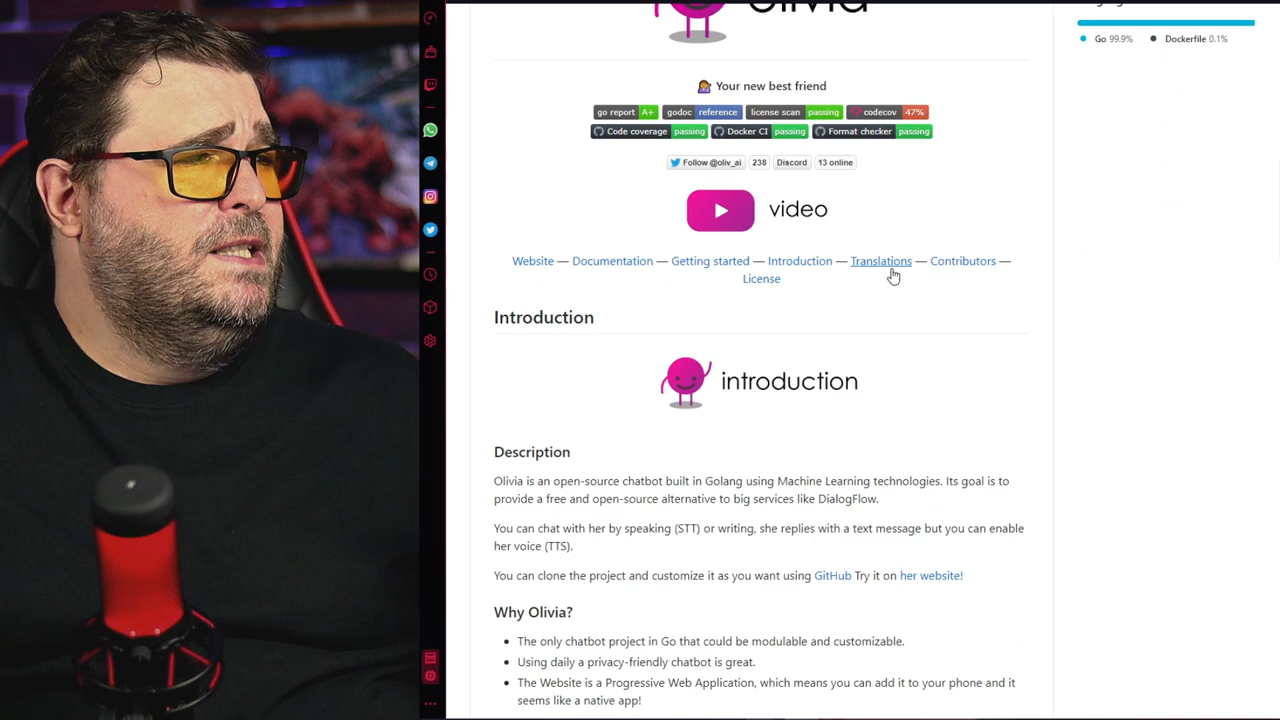 olivia
Go 99.9% Dockerfile 0.1%
Your new best friend
go report A+ godoc reference license scan passing codecov 47%
Code coverage passing Docker CI passing Format checker passing
Follow @oliv_ai 238 Discord 13 online
video
Website — Documentation — Getting started — Introduction — Translations — Contributors —
License
Introduction
introduction
Description
Olivia is an open-source chatbot built in Golang using Machine Learning technologies. Its goal is to
provide a free and open-source alternative to big services like DialogFlow.
You can chat with her by speaking (STT) or writing, she replies with a text message but you can enable
her voice (TTS).
You can clone the project and customize it as you want using GitHub Try it on her website!
Why Olivia?
The only chatbot project in Go that could be modulable and customizable.
Using daily a privacy-friendly chatbot is great.
The Website is a Progressive Web Application, which means you can add it to your phone and it
seems like a native app!